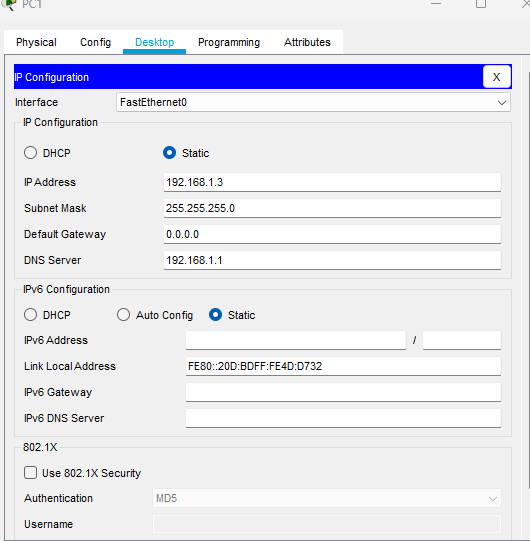 PC1
Physical Config Desktop Programming Attributes
IP Configuration X
Interface FastEthernet0
IP Configuration
DHCP Static
IP Address 192.168.1.3
Subnet Mask 255.255.255.0
Default Gateway 0.0.0.0
DNS Server 192.168.1.1
IPv6 Configuration
DHCP Auto Config Static
IPv6 Address /
Link Local Address FE80::20D:BDFF:FE4D:D732
IPv6 Gateway
IPv6 DNS Server
802.1X
Use 802.1X Security
Authentication MD5
Username